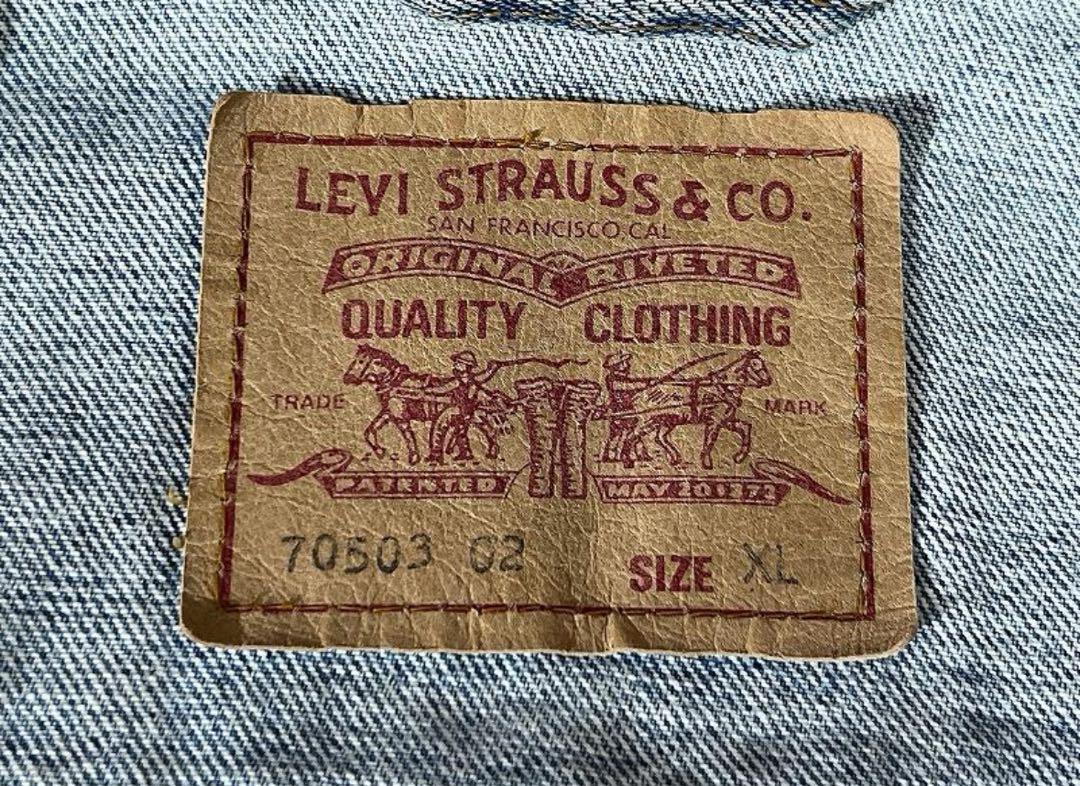 LEVI STRAUSS & CO.
SAN FRANCISCO, CAL
ORIGINAL RIVETED
QUALITY CLOTHING
TRADE MARK
PATENTED MAY 20 1873
70503 02 SIZE XL